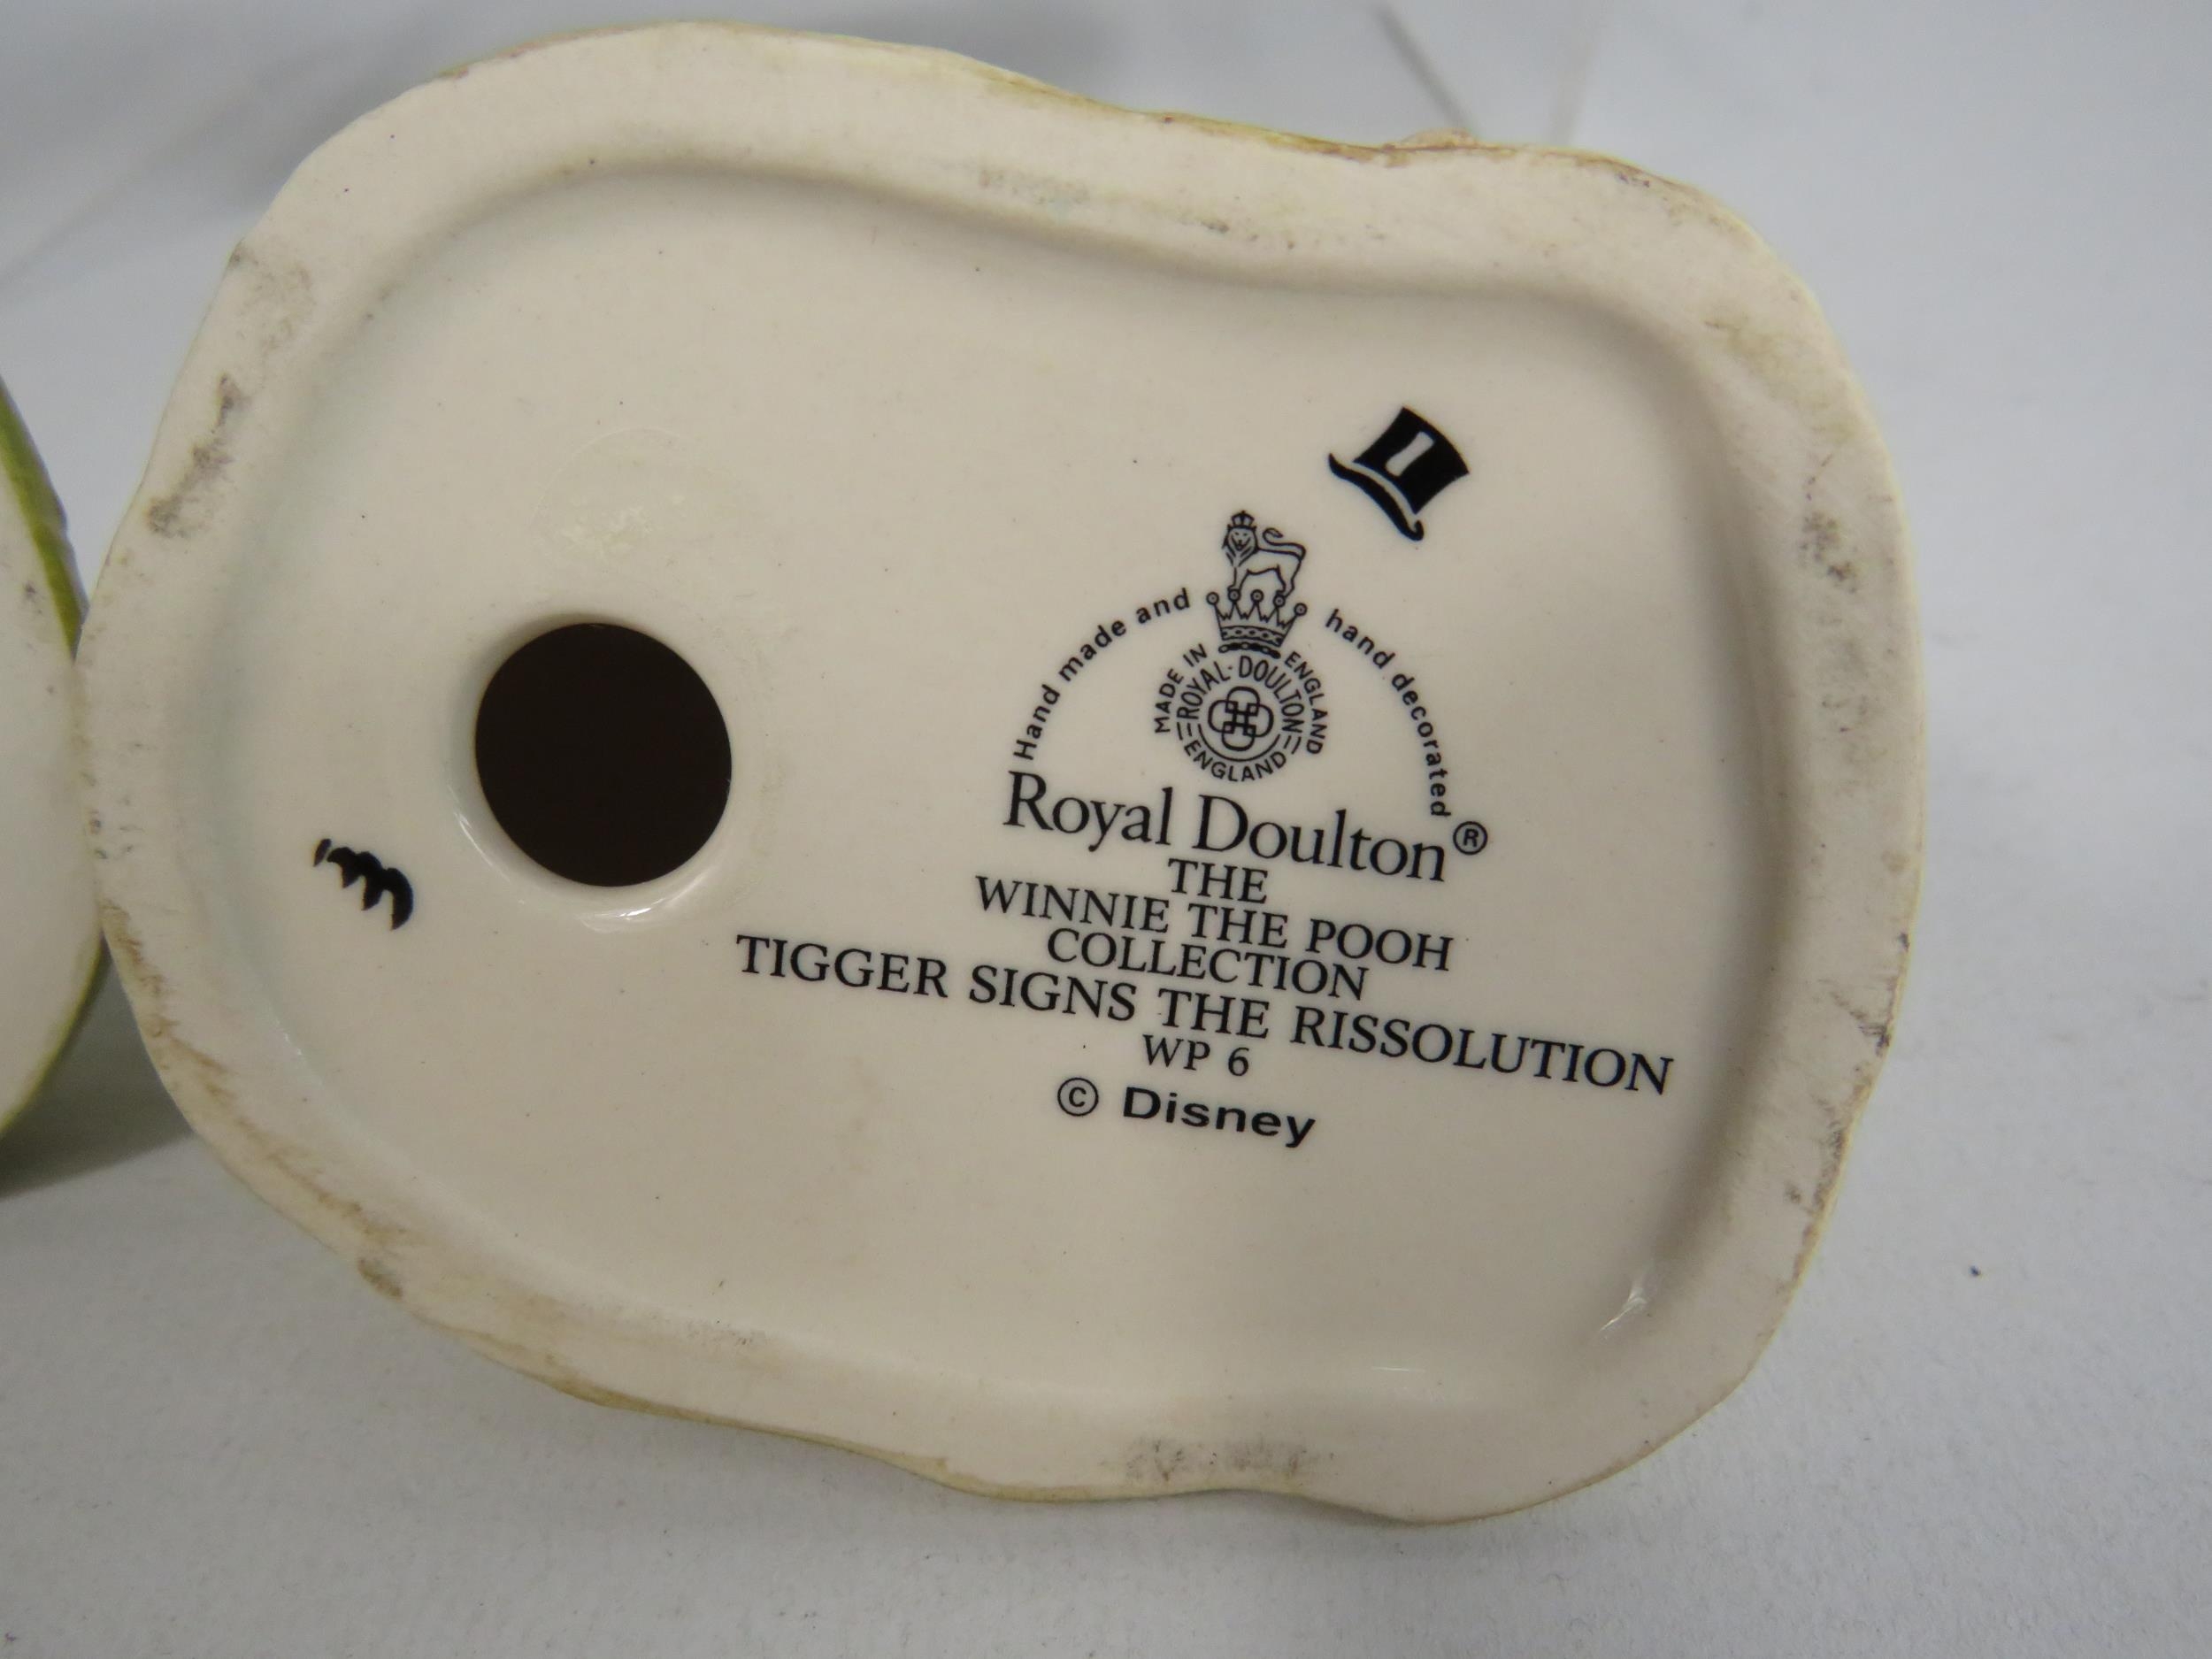 Hand made and hand decorated
MADE IN ENGLAND
ROYAL·DOULTON
ENGLAND
Royal Doulton®
THE
WINNIE THE POOH
COLLECTION
TIGGER SIGNS THE RISSOLUTION
WP 6
© Disney